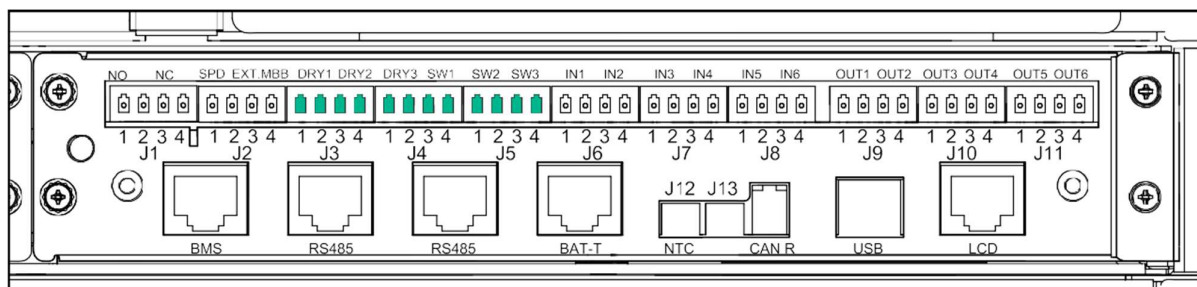 NO NC SPD EXT.MBB DRY1 DRY2 DRY3 SW1 SW2 SW3 IN1 IN2 IN3 IN4 IN5 IN6 OUT1 OUT2 OUT3 OUT4 OUT5 OUT6
1 2 3 4 1 2 3 4 1 2 3 4 1 2 3 4 1 2 3 4 1 2 3 4 1 2 3 4 1 2 3 4 1 2 3 4 1 2 3 4 1 2 3 4
J1 J2 J3 J4 J5 J6 J7 J8 J9 J10 J11
J12 J13
BMS RS485 RS485 BAT-T NTC CAN R USB LCD